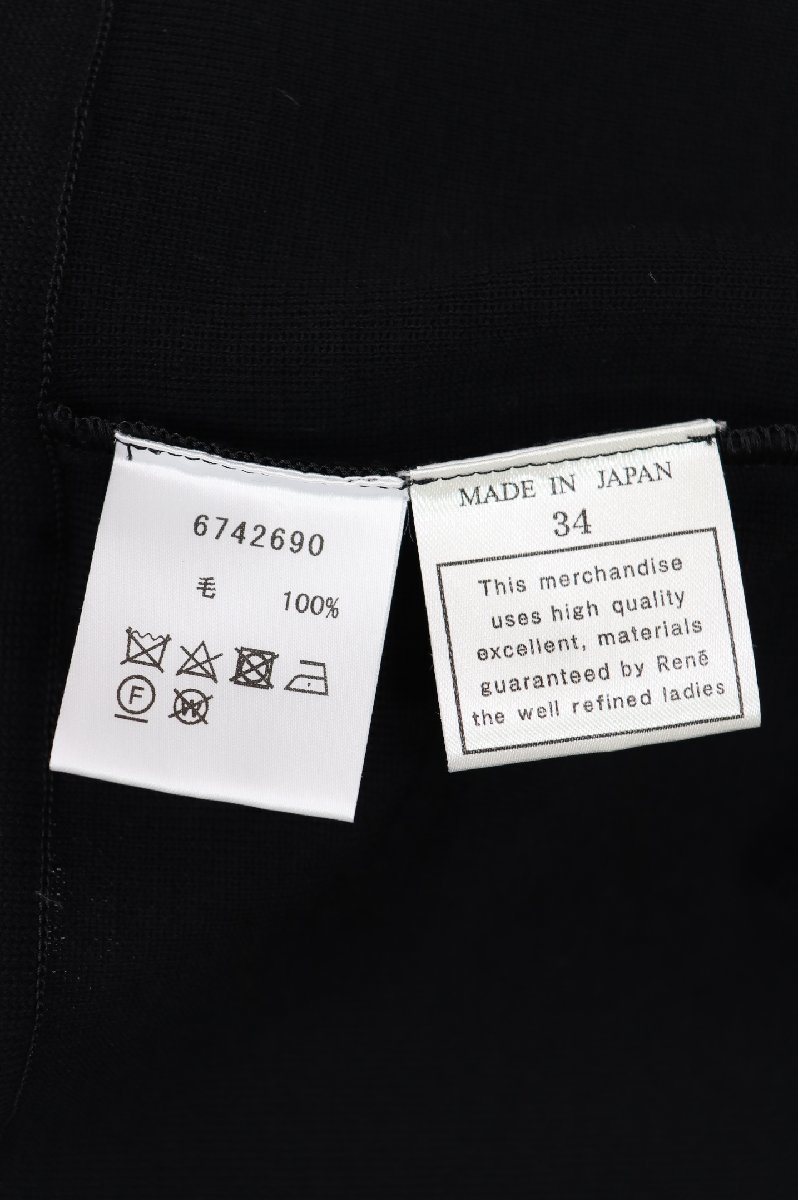 6742690
毛 100%
F
W
MADE IN JAPAN
34
This merchandise
uses high quality
excellent, materials
guaranteed by René
the well refined ladies